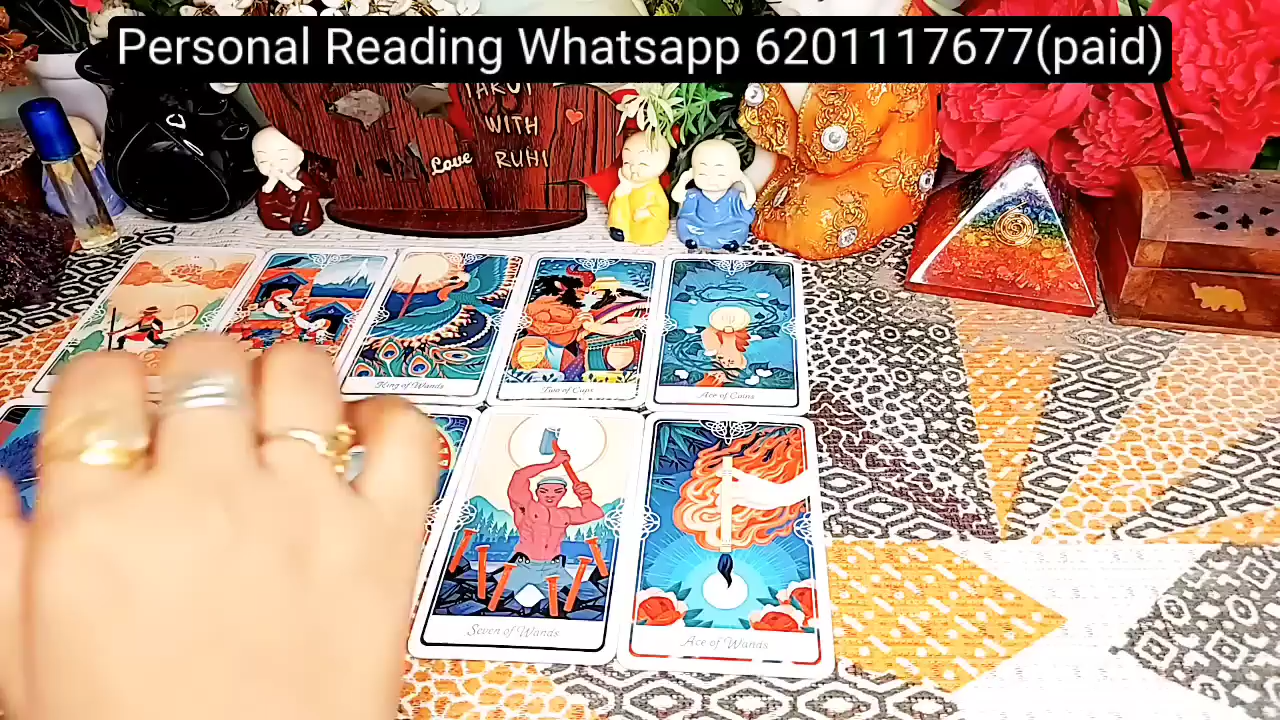 Personal Reading Whatsapp 6201117677(paid)
TAROT
WITH
Love RUHI
King of Wands
Two of Cups
Ace of Coins
Seven of Wands
Ace of Wands